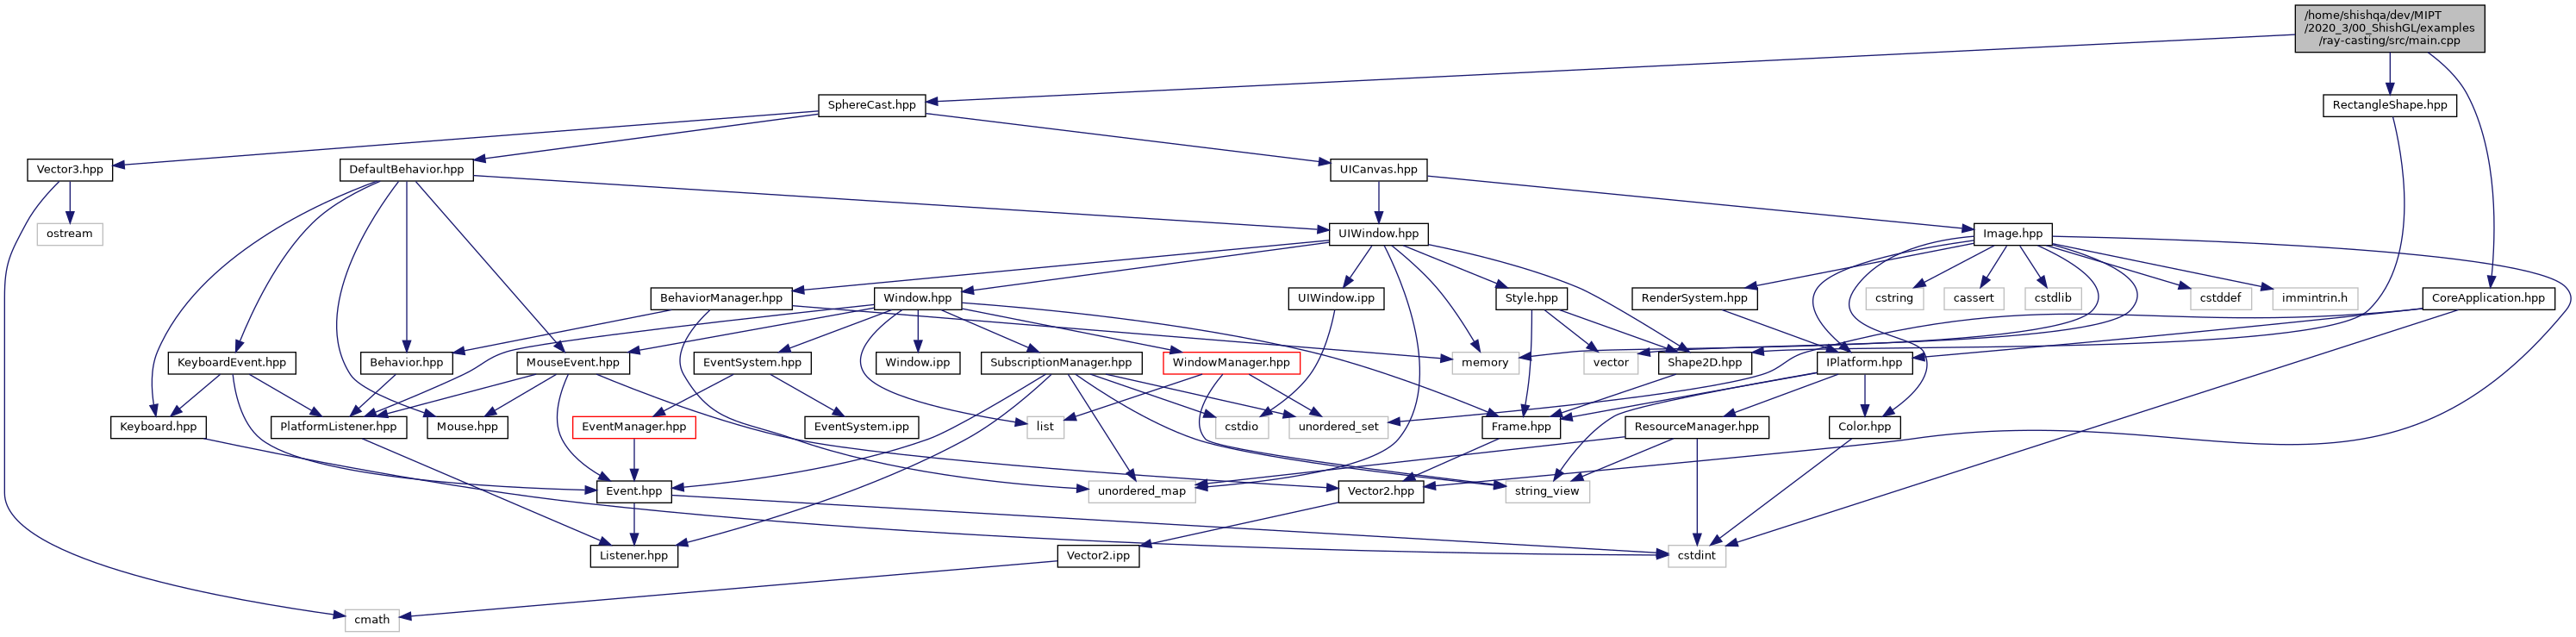 /home/shishqa/dev/MIPT
/2020_3/00_ShishGL/examples
/ray-casting/src/main.cpp
SphereCast.hpp
RectangleShape.hpp
Vector3.hpp
DefaultBehavior.hpp
UICanvas.hpp
ostream
UIWindow.hpp
Image.hpp
BehaviorManager.hpp
Window.hpp
UIWindow.ipp
Style.hpp
RenderSystem.hpp
cstring
cassert
cstdlib
cstddef
immintrin.h
CoreApplication.hpp
KeyboardEvent.hpp
Behavior.hpp
MouseEvent.hpp
EventSystem.hpp
Window.ipp
SubscriptionManager.hpp
WindowManager.hpp
memory
vector
Shape2D.hpp
IPlatform.hpp
Keyboard.hpp
PlatformListener.hpp
Mouse.hpp
EventManager.hpp
EventSystem.ipp
list
cstdio
unordered_set
Frame.hpp
ResourceManager.hpp
Color.hpp
Event.hpp
unordered_map
Vector2.hpp
string_view
Listener.hpp
Vector2.ipp
cstdint
cmath